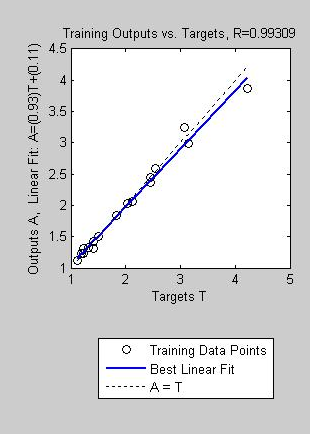 Training Outputs vs. Targets, R=0.99309
Outputs A, Linear Fit: A=(0.93)T+(0.11)
4.5
4
3.5
3
2.5
2
1.5
1
1 2 3 4 5
Targets T
Training Data Points
Best Linear Fit
A = T